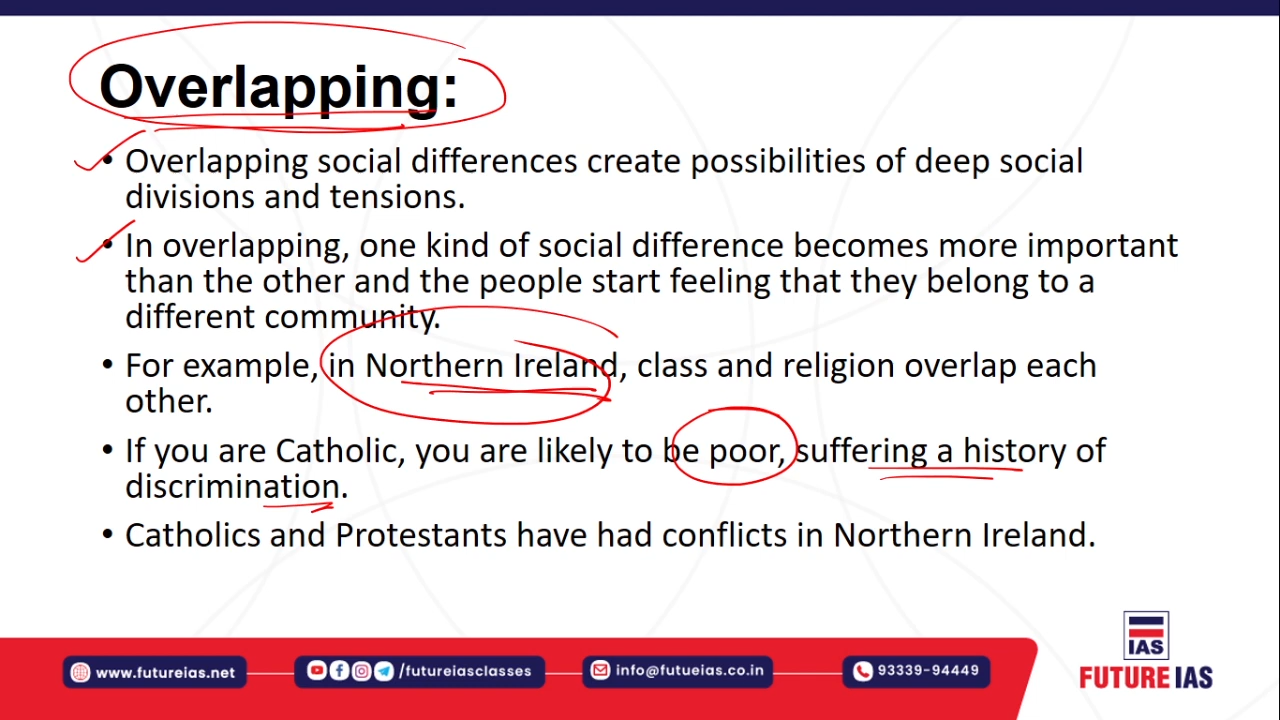 Overlapping:
• Overlapping social differences create possibilities of deep social
divisions and tensions.
• In overlapping, one kind of social difference becomes more important
than the other and the people start feeling that they belong to a
different community.
• For example, in Northern Ireland, class and religion overlap each
other.
• If you are Catholic, you are likely to be poor, suffering a history of
discrimination.
• Catholics and Protestants have had conflicts in Northern Ireland.
IAS
FUTURE IAS
www.futureias.net
/futureiasclasses
info@futueias.co.in
93339-94449